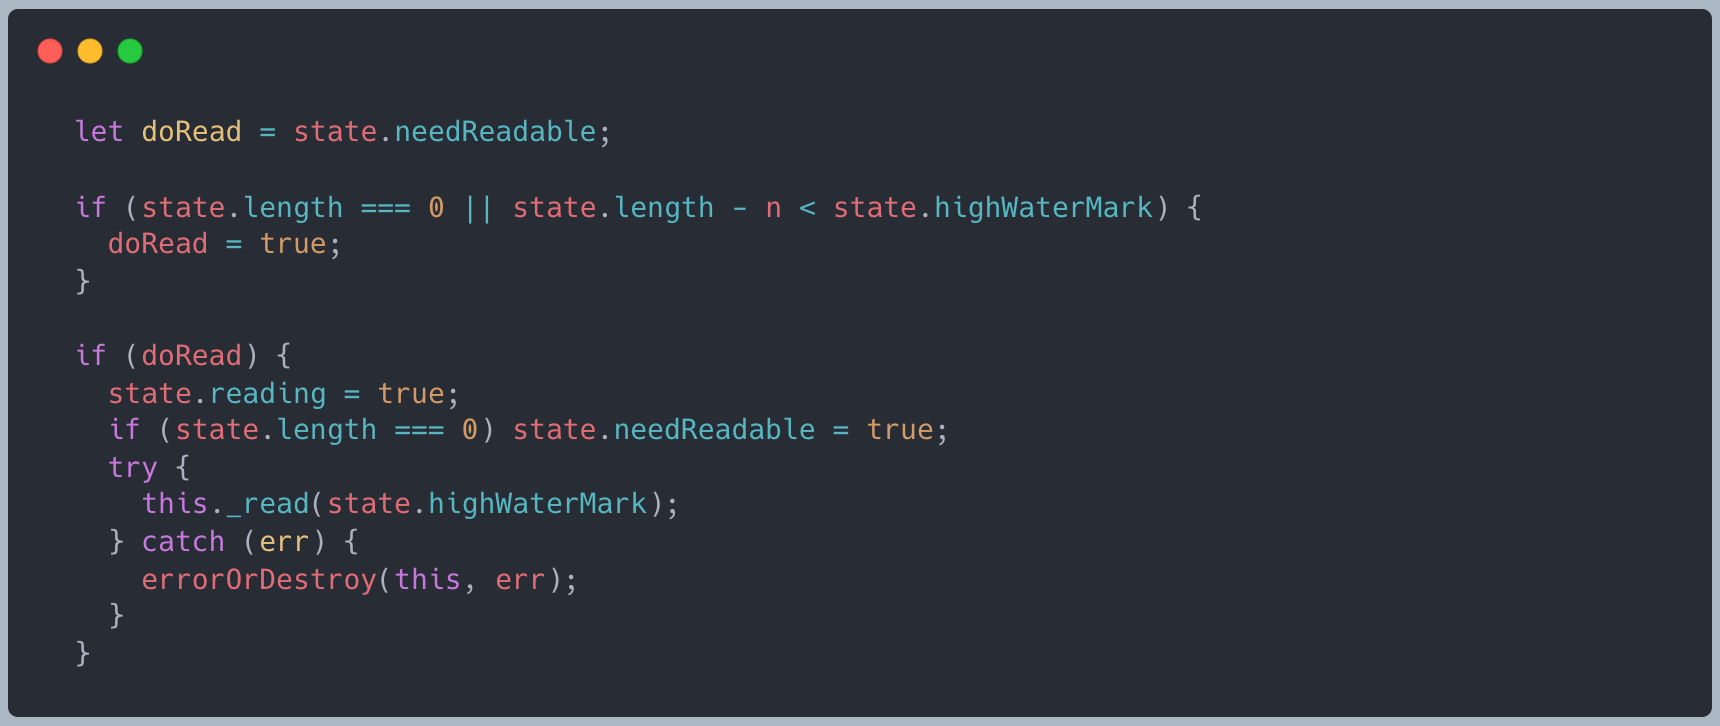 let doRead = state.needReadable;
if (state.length === 0 || state.length - n < state.highWaterMark) {
  doRead = true;
}
if (doRead) {
  state.reading = true;
  if (state.length === 0) state.needReadable = true;
  try {
    this._read(state.highWaterMark);
  } catch (err) {
    errorOrDestroy(this, err);
  }
}